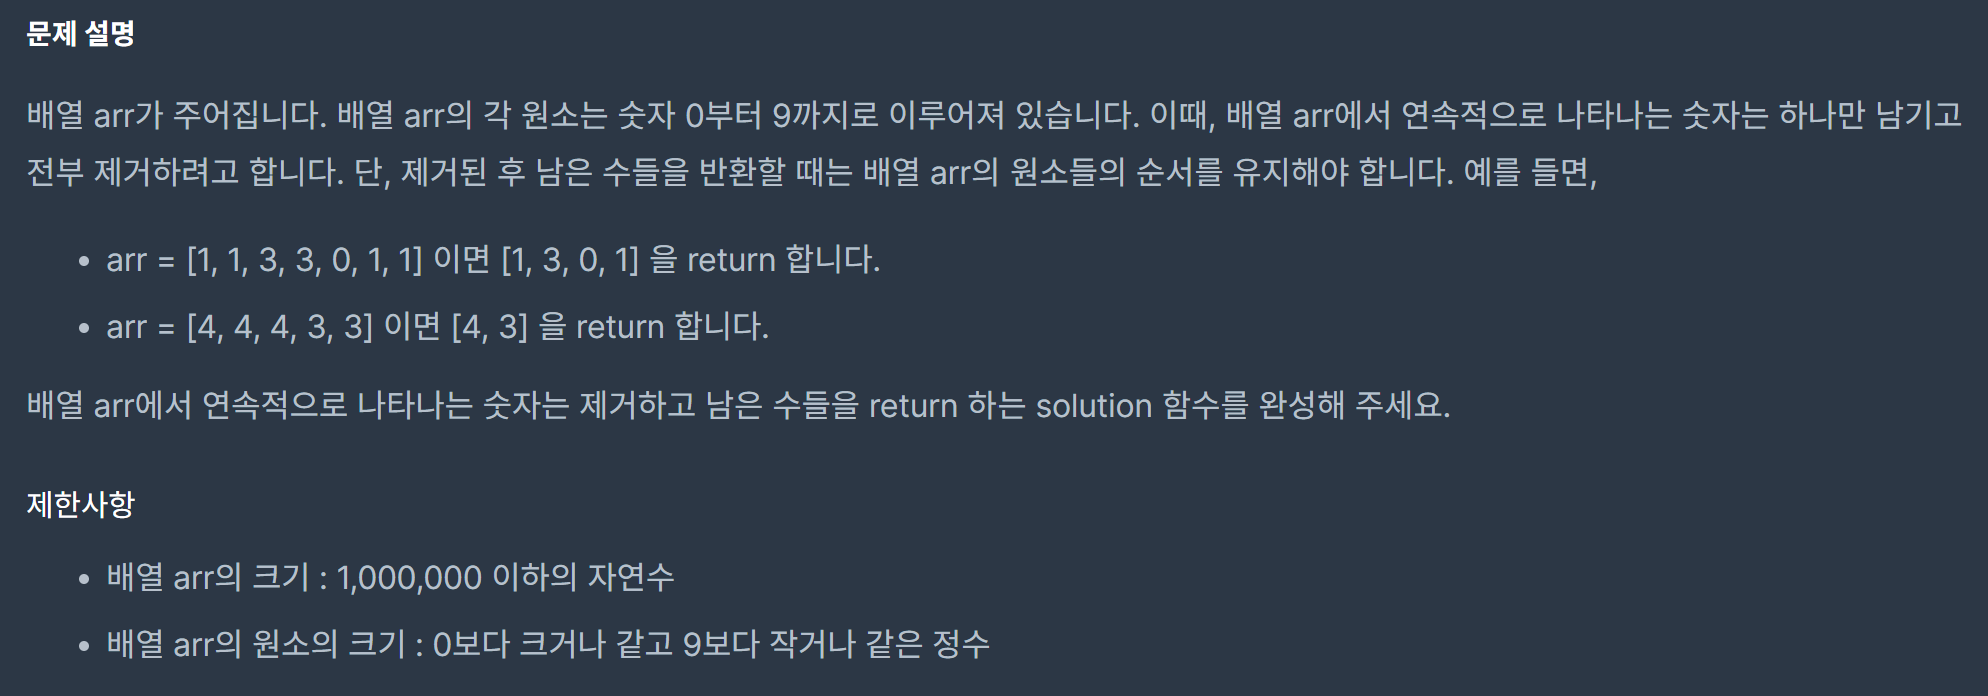 문제 설명
배열 arr가 주어집니다. 배열 arr의 각 원소는 숫자 0부터 9까지로 이루어져 있습니다. 이때, 배열 arr에서 연속적으로 나타나는 숫자는 하나만 남기고
전부 제거하려고 합니다. 단, 제거된 후 남은 수들을 반환할 때는 배열 arr의 원소들의 순서를 유지해야 합니다. 예를 들면,
• arr = [1, 1, 3, 3, 0, 1, 1] 이면 [1, 3, 0, 1] 을 return 합니다.
• arr = [4, 4, 4, 3, 3] 이면 [4, 3] 을 return 합니다.
배열 arr에서 연속적으로 나타나는 숫자는 제거하고 남은 수들을 return 하는 solution 함수를 완성해 주세요.
제한사항
• 배열 arr의 크기 : 1,000,000 이하의 자연수
• 배열 arr의 원소의 크기 : 0보다 크거나 같고 9보다 작거나 같은 정수